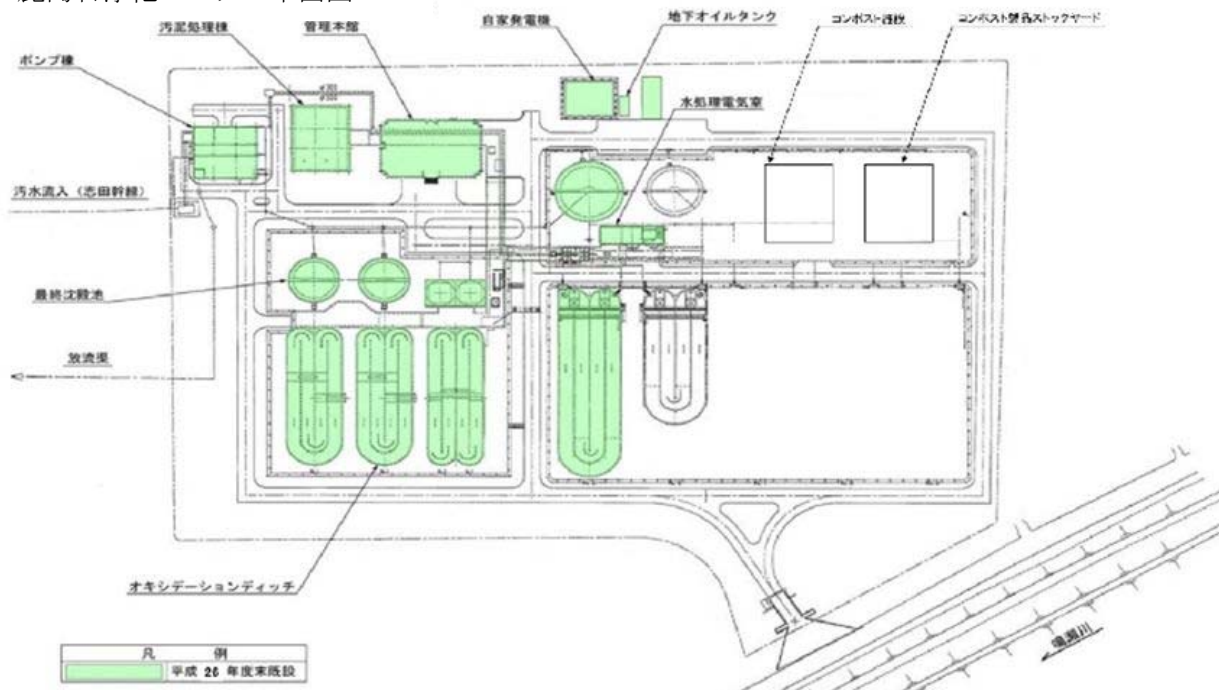 自家発電機
地下オイルタンク
コンポスト施設
コンポスト製品ストックヤード
汚泥処理棟
管理本館
ポンプ棟
水処理電気室
汚水流入（志田幹線）
最終沈殿池
放流渠
オキシデーションディッチ
凡 例
平成 26 年度末既設
鳴瀬川